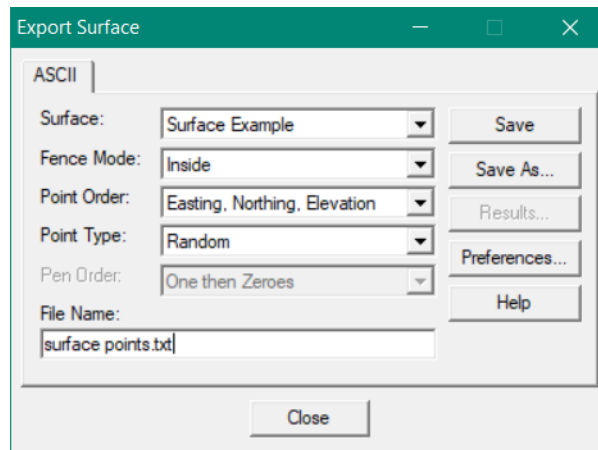 Export Surface
ASCII
Surface: Surface Example Save
Fence Mode: Inside Save As...
Point Order: Easting, Northing, Elevation Results...
Point Type: Random Preferences...
Pen Order: One then Zeroes Help
File Name:
surface points.txt
Close